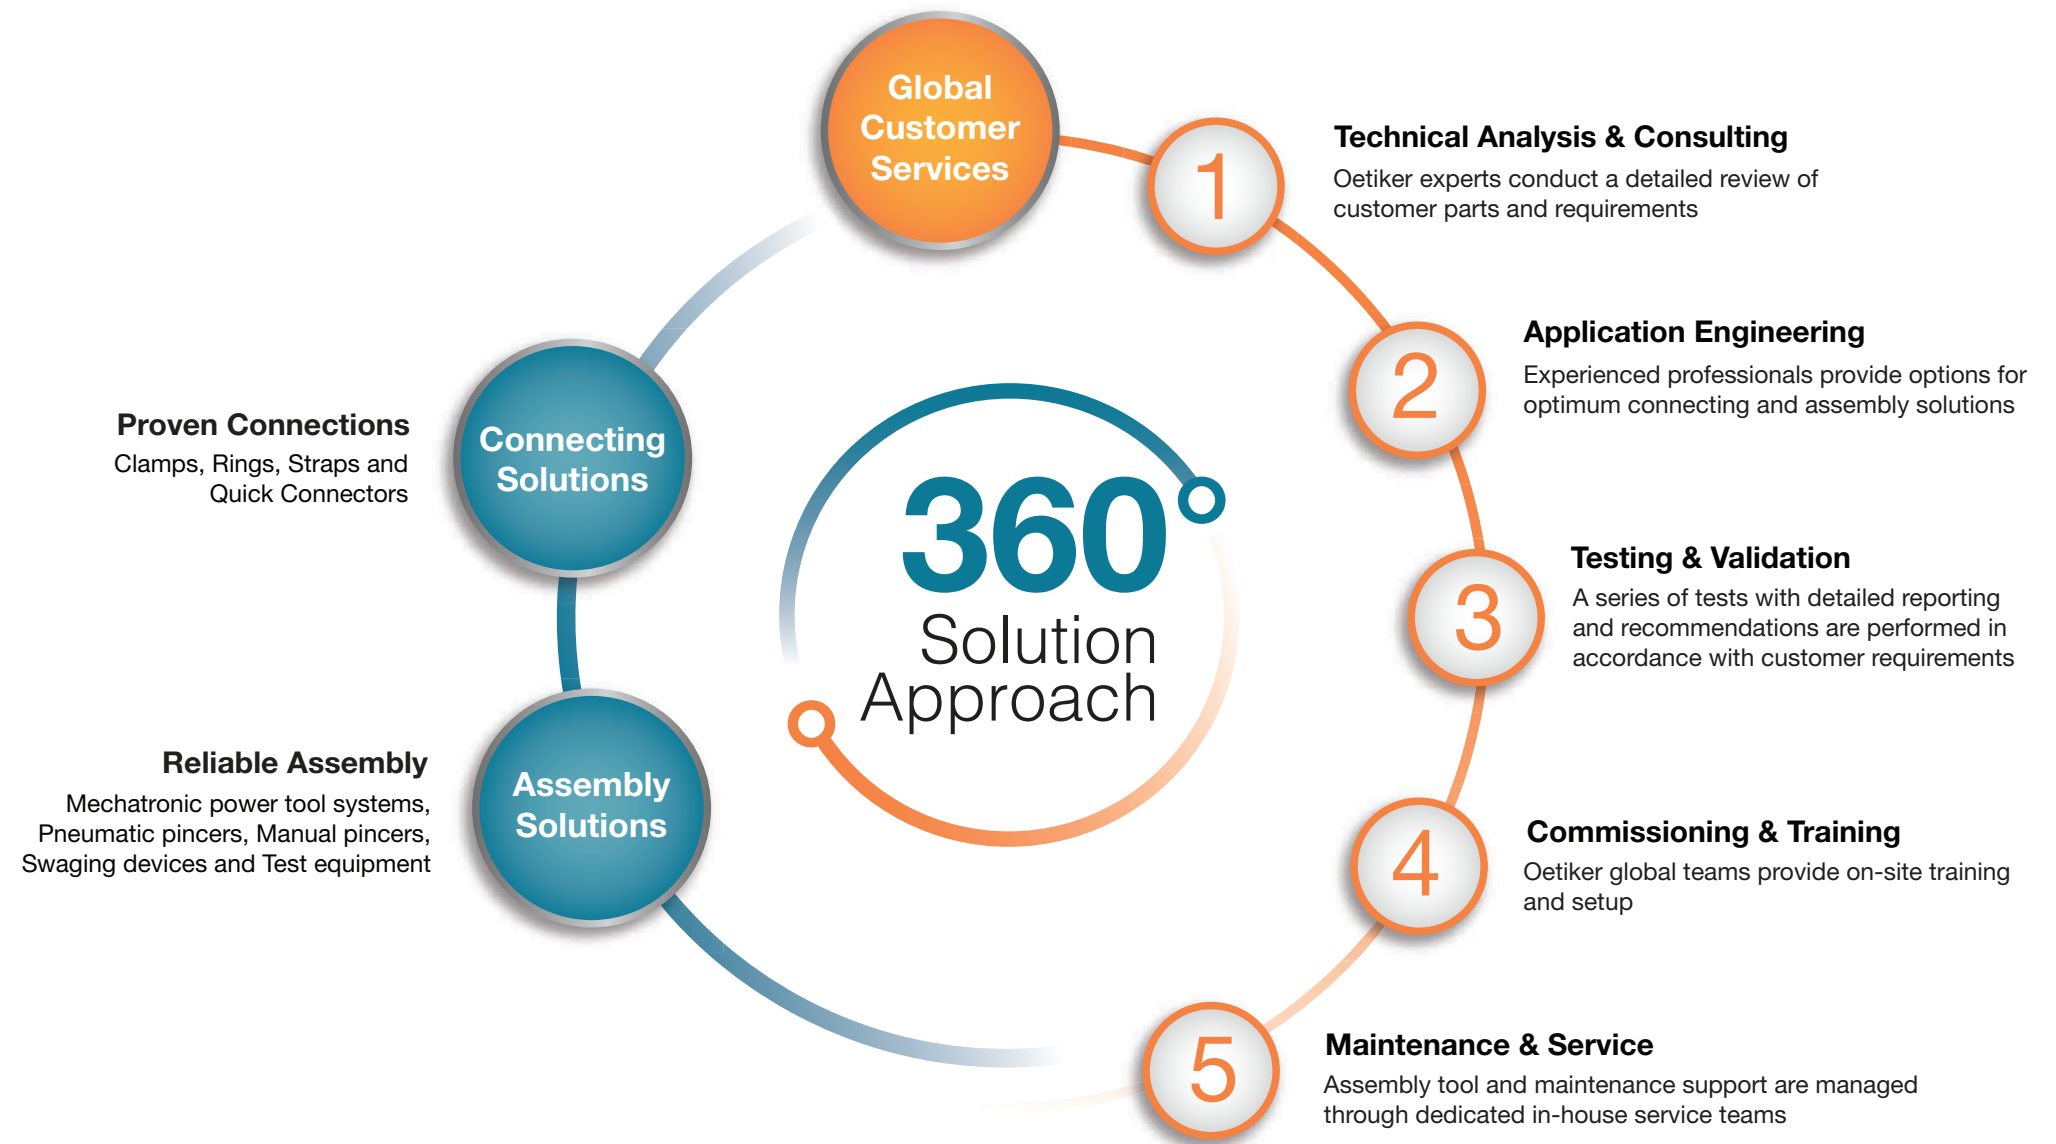 Global
Customer
Services
1
Technical Analysis & Consulting
Oetiker experts conduct a detailed review of
customer parts and requirements
2
Application Engineering
Experienced professionals provide options for
optimum connecting and assembly solutions
3
Testing & Validation
A series of tests with detailed reporting
and recommendations are performed in
accordance with customer requirements
4
Commissioning & Training
Oetiker global teams provide on-site training
and setup
5
Maintenance & Service
Assembly tool and maintenance support are managed
through dedicated in-house service teams
360°
Solution
Approach
Connecting
Solutions
Proven Connections
Clamps, Rings, Straps and
Quick Connectors
Assembly
Solutions
Reliable Assembly
Mechatronic power tool systems,
Pneumatic pincers, Manual pincers,
Swaging devices and Test equipment